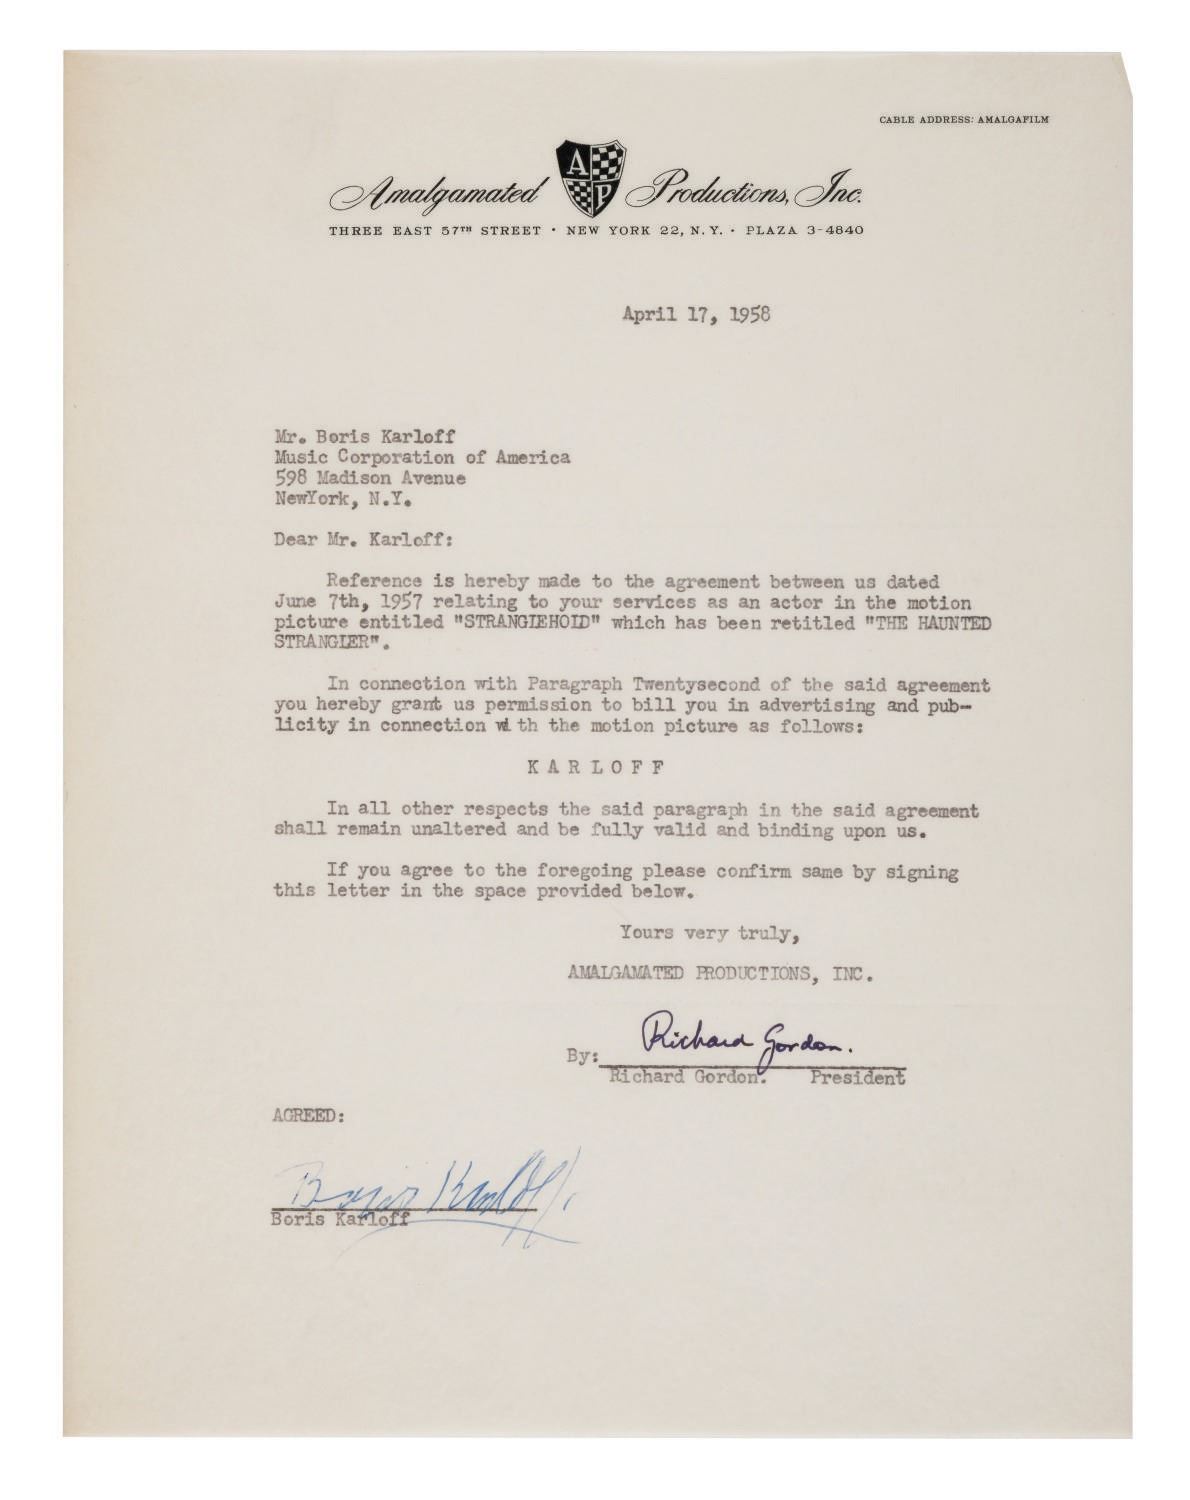 CABLE ADDRESS: AMALGAFILM
Amalgamated AP Productions, Inc.
THREE EAST 57TH STREET · NEW YORK 22, N.Y. · PLAZA 3-4840
April 17, 1958
Mr. Boris Karloff
Music Corporation of America
598 Madison Avenue
NewYork, N.Y.
Dear Mr. Karloff:
Reference is hereby made to the agreement between us dated
June 7th, 1957 relating to your services as an actor in the motion
picture entitled "STRANGLEHOLD" which has been retitled "THE HAUNTED
STRANGLER".
In connection with Paragraph Twentysecond of the said agreement
you hereby grant us permission to bill you in advertising and pub-
licity in connection with the motion picture as follows:
K A R L O F F
In all other respects the said paragraph in the said agreement
shall remain unaltered and be fully valid and binding upon us.
If you agree to the foregoing please confirm same by signing
this letter in the space provided below.
Yours very truly,
AMALGAMATED PRODUCTIONS, INC.
Richard Gordon.
By:
Richard Gordon. President
AGREED:
Boris Karloff
Boris Karloff